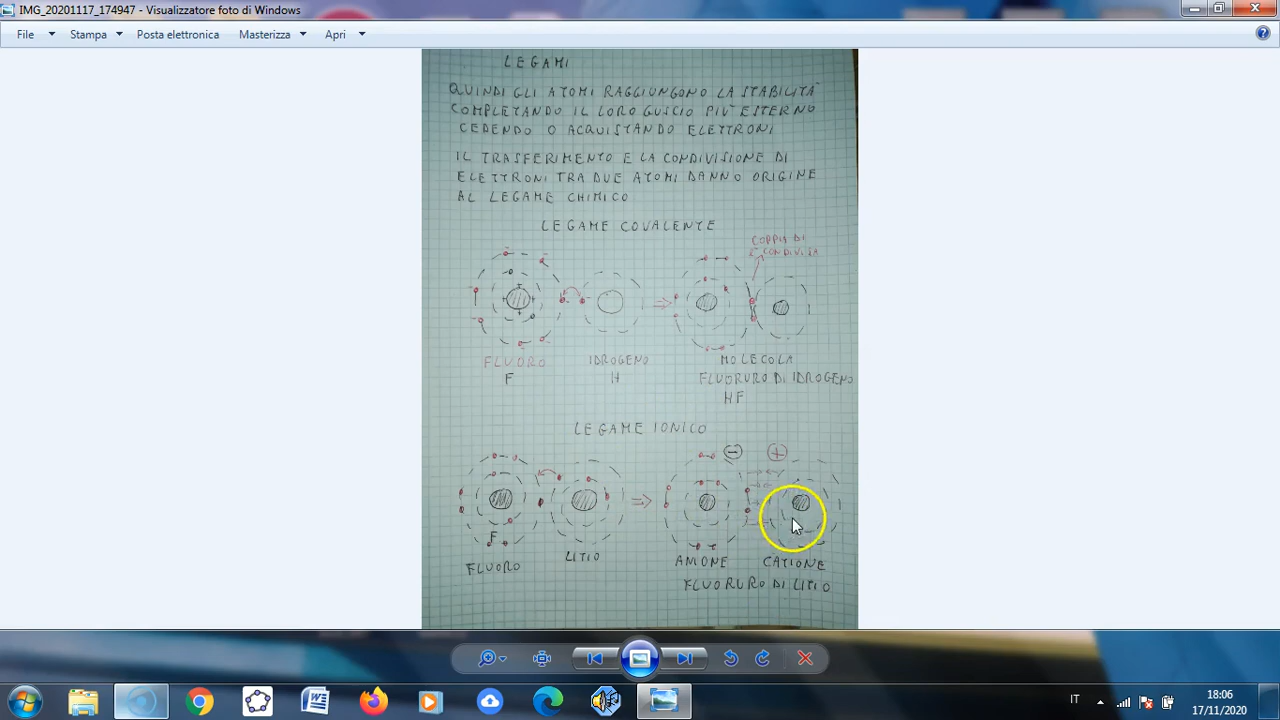 IMG_20201117_174947 - Visualizzatore foto di Windows
File Stampa Posta elettronica Masterizza Apri
LEGAMI
QUINDI GLI ATOMI RAGGIUNGONO LA STABILITÀ
COMPLETANDO IL LORO GUSCIO PIÙ ESTERNO
CEDENDO O ACQUISTANDO ELETTRONI
IL TRASFERIMENTO E LA CONDIVISIONE DI
ELETTRONI TRA DUE ATOMI DANNO ORIGINE
AL LEGAME CHIMICO
LEGAME COVALENTE
COPPIA DI
E⁻ CONDIVISA
FLUORO IDROGENO MOLECOLA
F H FLUORURO DI IDROGENO
HF
LEGAME IONICO
- +
F
FLUORO LITIO ANIONE CATIONE
FLUORURO DI LITIO
IT 18:06
17/11/2020